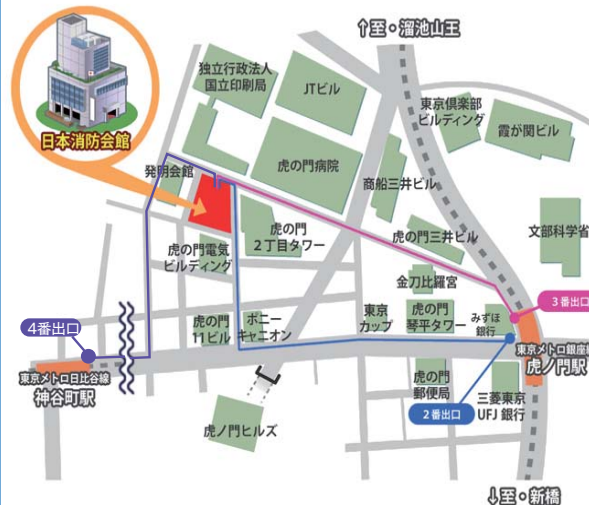 ↑至・溜池山王
独立行政法人
国立印刷局
JTビル
東京倶楽部
ビルディング
霞が関ビル
日本消防会館
発明会館
虎の門病院
商船三井ビル
文部科学省
虎の門
2丁目タワー
虎の門三井ビル
虎の門電気
ビルディング
金刀比羅宮
3番出口
4番出口
虎の門
11ビル
ポニー
キャニオン
東京
カップ
虎の門
琴平タワー
みずほ
銀行
東京メトロ銀座線
虎ノ門駅
東京メトロ日比谷線
神谷町駅
虎の門
郵便局
三菱東京
UFJ 銀行
2番出口
虎ノ門ヒルズ
↓至・新橋